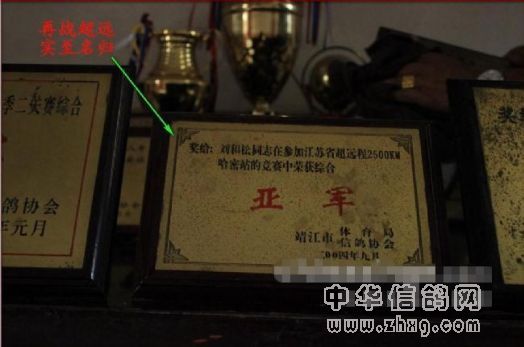 再战超远
实至名归
季二关赛综合
鸽协会
年元月
奖给：刘和松同志在参加江苏省超远程2500KM
哈密站的竞赛中荣获综合
亚军
靖江市体育局
信鸽协会
二00四年九月
奖
中华信鸽网
www.zhxg.com